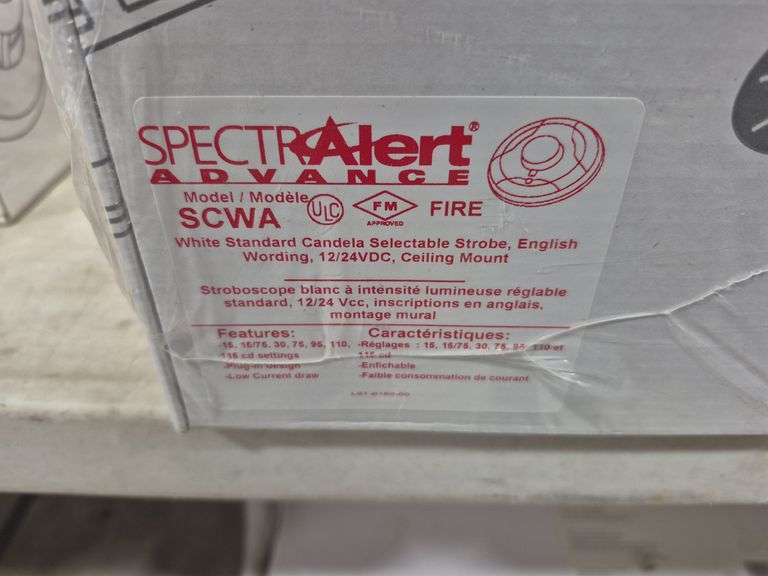 SPECTRAlert®
ADVANCE
Model / Modèle
SCWA
ULC
FM
APPROVED
FIRE
White Standard Candela Selectable Strobe, English
Wording, 12/24VDC, Ceiling Mount
Stroboscope blanc à intensité lumineuse réglable
standard, 12/24 Vcc, inscriptions en anglais,
montage mural
Features:
-15, 15/75, 30, 75, 95, 110,
115 cd settings
-Plug-in design
-Low Current draw
Caractéristiques:
-Réglages : 15, 15/75, 30, 75, 95, 110 et
115 cd
-Enfichable
-Faible consommation de courant